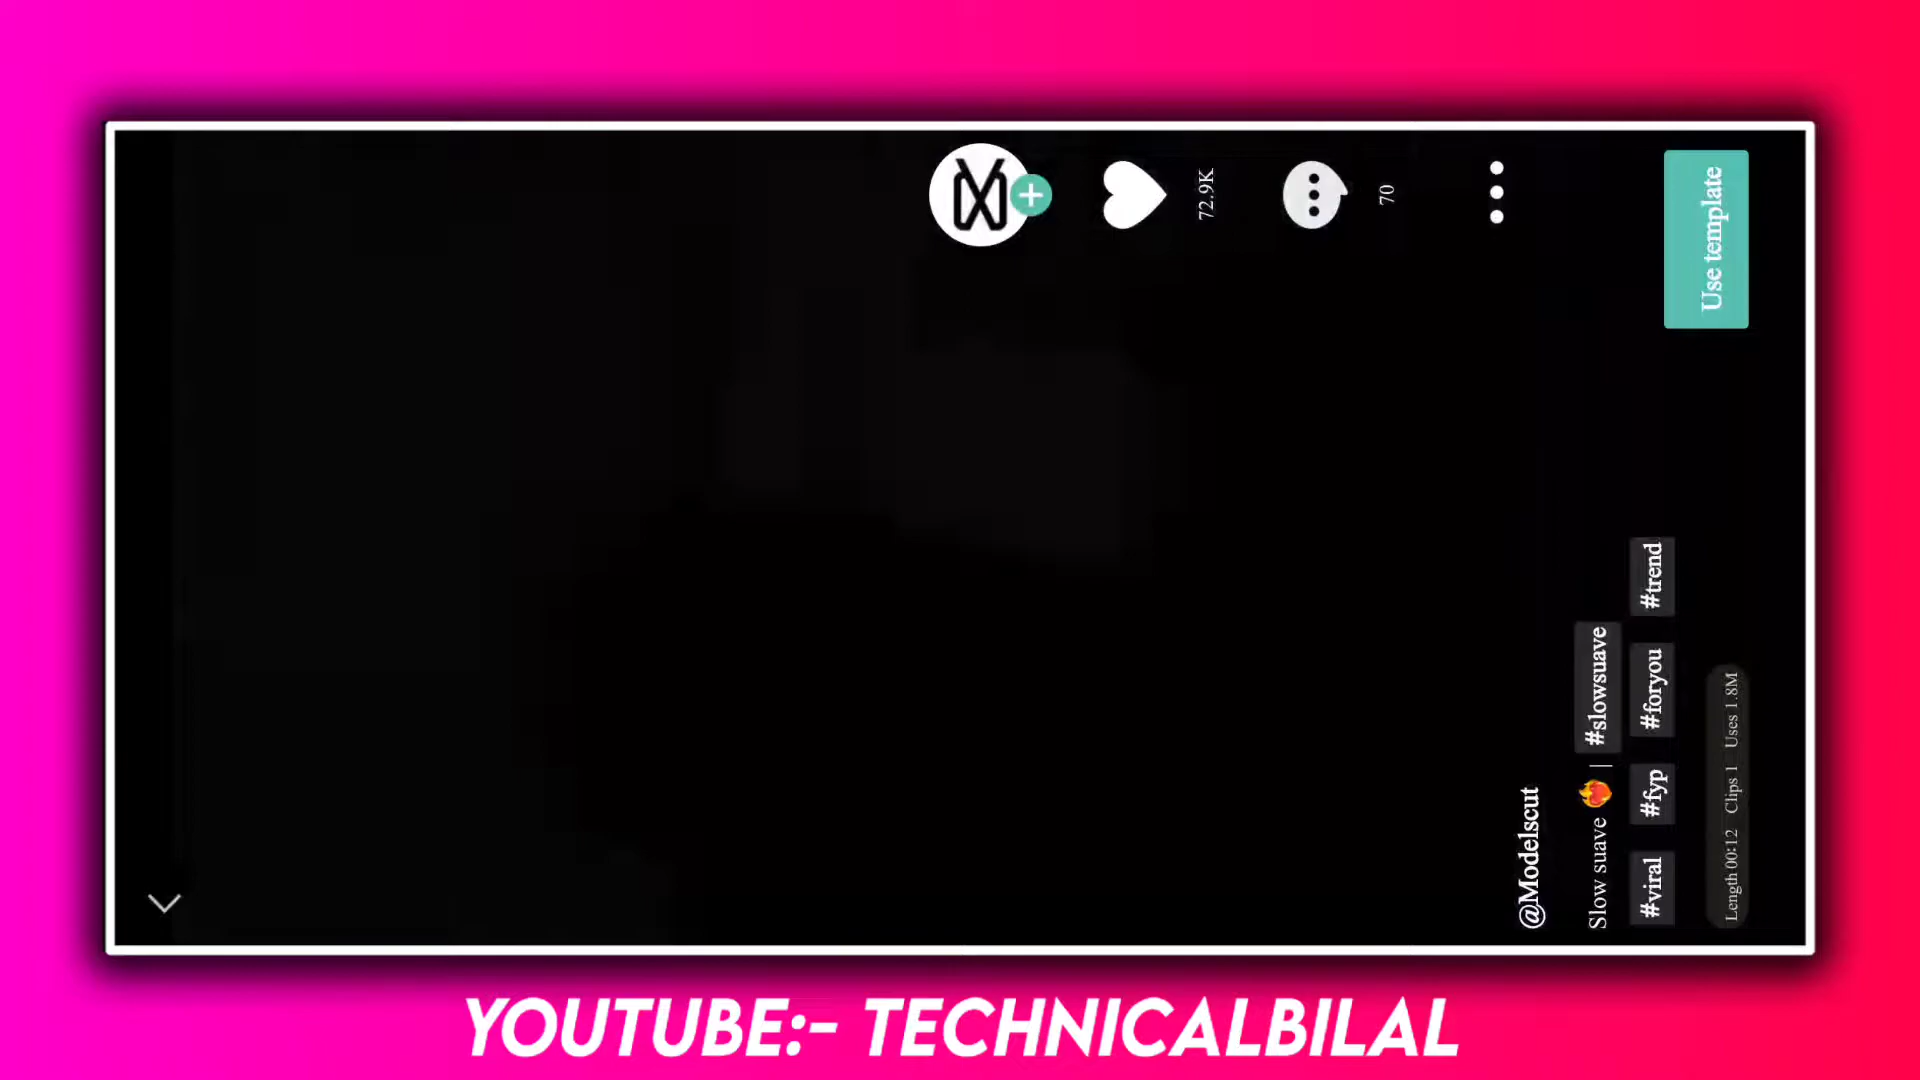 72.9K
70
@Modelscut
Slow suave ❤️‍🔥 | #slowsuave
#viral #fyp #foryou #trend
Length 00:12 Clips 1 Uses 1.8M
Use template
YOUTUBE:- TECHNICALBILAL